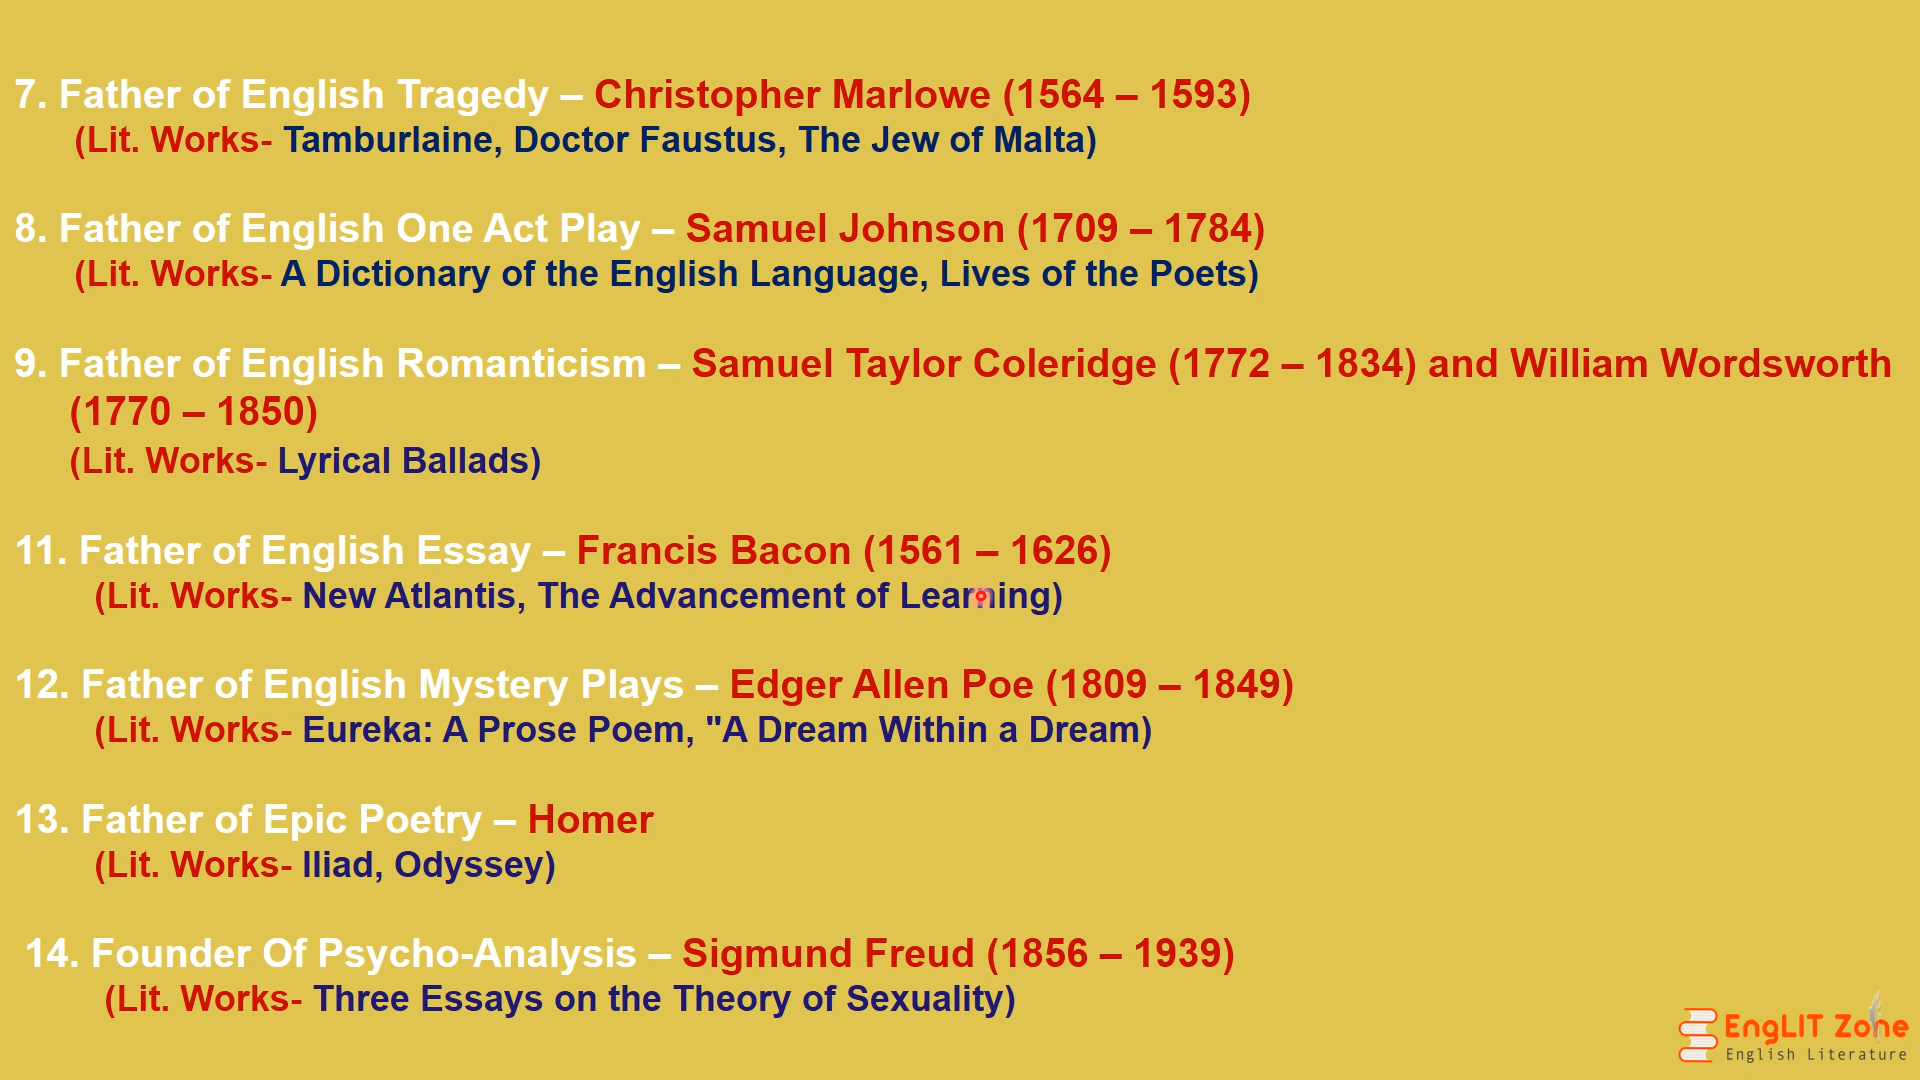 7. Father of English Tragedy – Christopher Marlowe (1564 – 1593)
(Lit. Works- Tamburlaine, Doctor Faustus, The Jew of Malta)
8. Father of English One Act Play – Samuel Johnson (1709 – 1784)
(Lit. Works- A Dictionary of the English Language, Lives of the Poets)
9. Father of English Romanticism – Samuel Taylor Coleridge (1772 – 1834) and William Wordsworth
(1770 – 1850)
(Lit. Works- Lyrical Ballads)
11. Father of English Essay – Francis Bacon (1561 – 1626)
(Lit. Works- New Atlantis, The Advancement of Learning)
12. Father of English Mystery Plays – Edger Allen Poe (1809 – 1849)
(Lit. Works- Eureka: A Prose Poem, "A Dream Within a Dream)
13. Father of Epic Poetry – Homer
(Lit. Works- Iliad, Odyssey)
14. Founder Of Psycho-Analysis – Sigmund Freud (1856 – 1939)
(Lit. Works- Three Essays on the Theory of Sexuality)
EngLIT Zone
English Literature